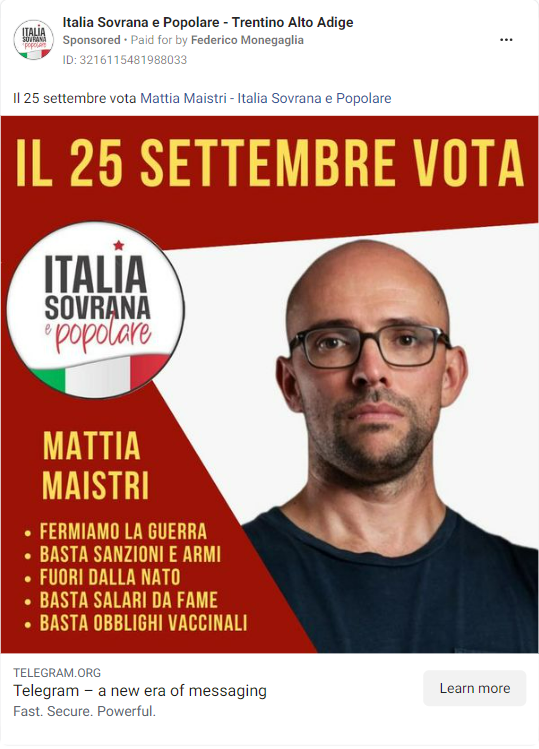 Italia Sovrana e Popolare - Trentino Alto Adige
Sponsored • Paid for by Federico Monegaglia
ID: 3216115481988033
Il 25 settembre vota Mattia Maistri - Italia Sovrana e Popolare
IL 25 SETTEMBRE VOTA
ITALIA
SOVRANA
e popolare
MATTIA
MAISTRI
• FERMIAMO LA GUERRA
• BASTA SANZIONI E ARMI
• FUORI DALLA NATO
• BASTA SALARI DA FAME
• BASTA OBBLIGHI VACCINALI
TELEGRAM.ORG
Telegram – a new era of messaging
Fast. Secure. Powerful.
Learn more